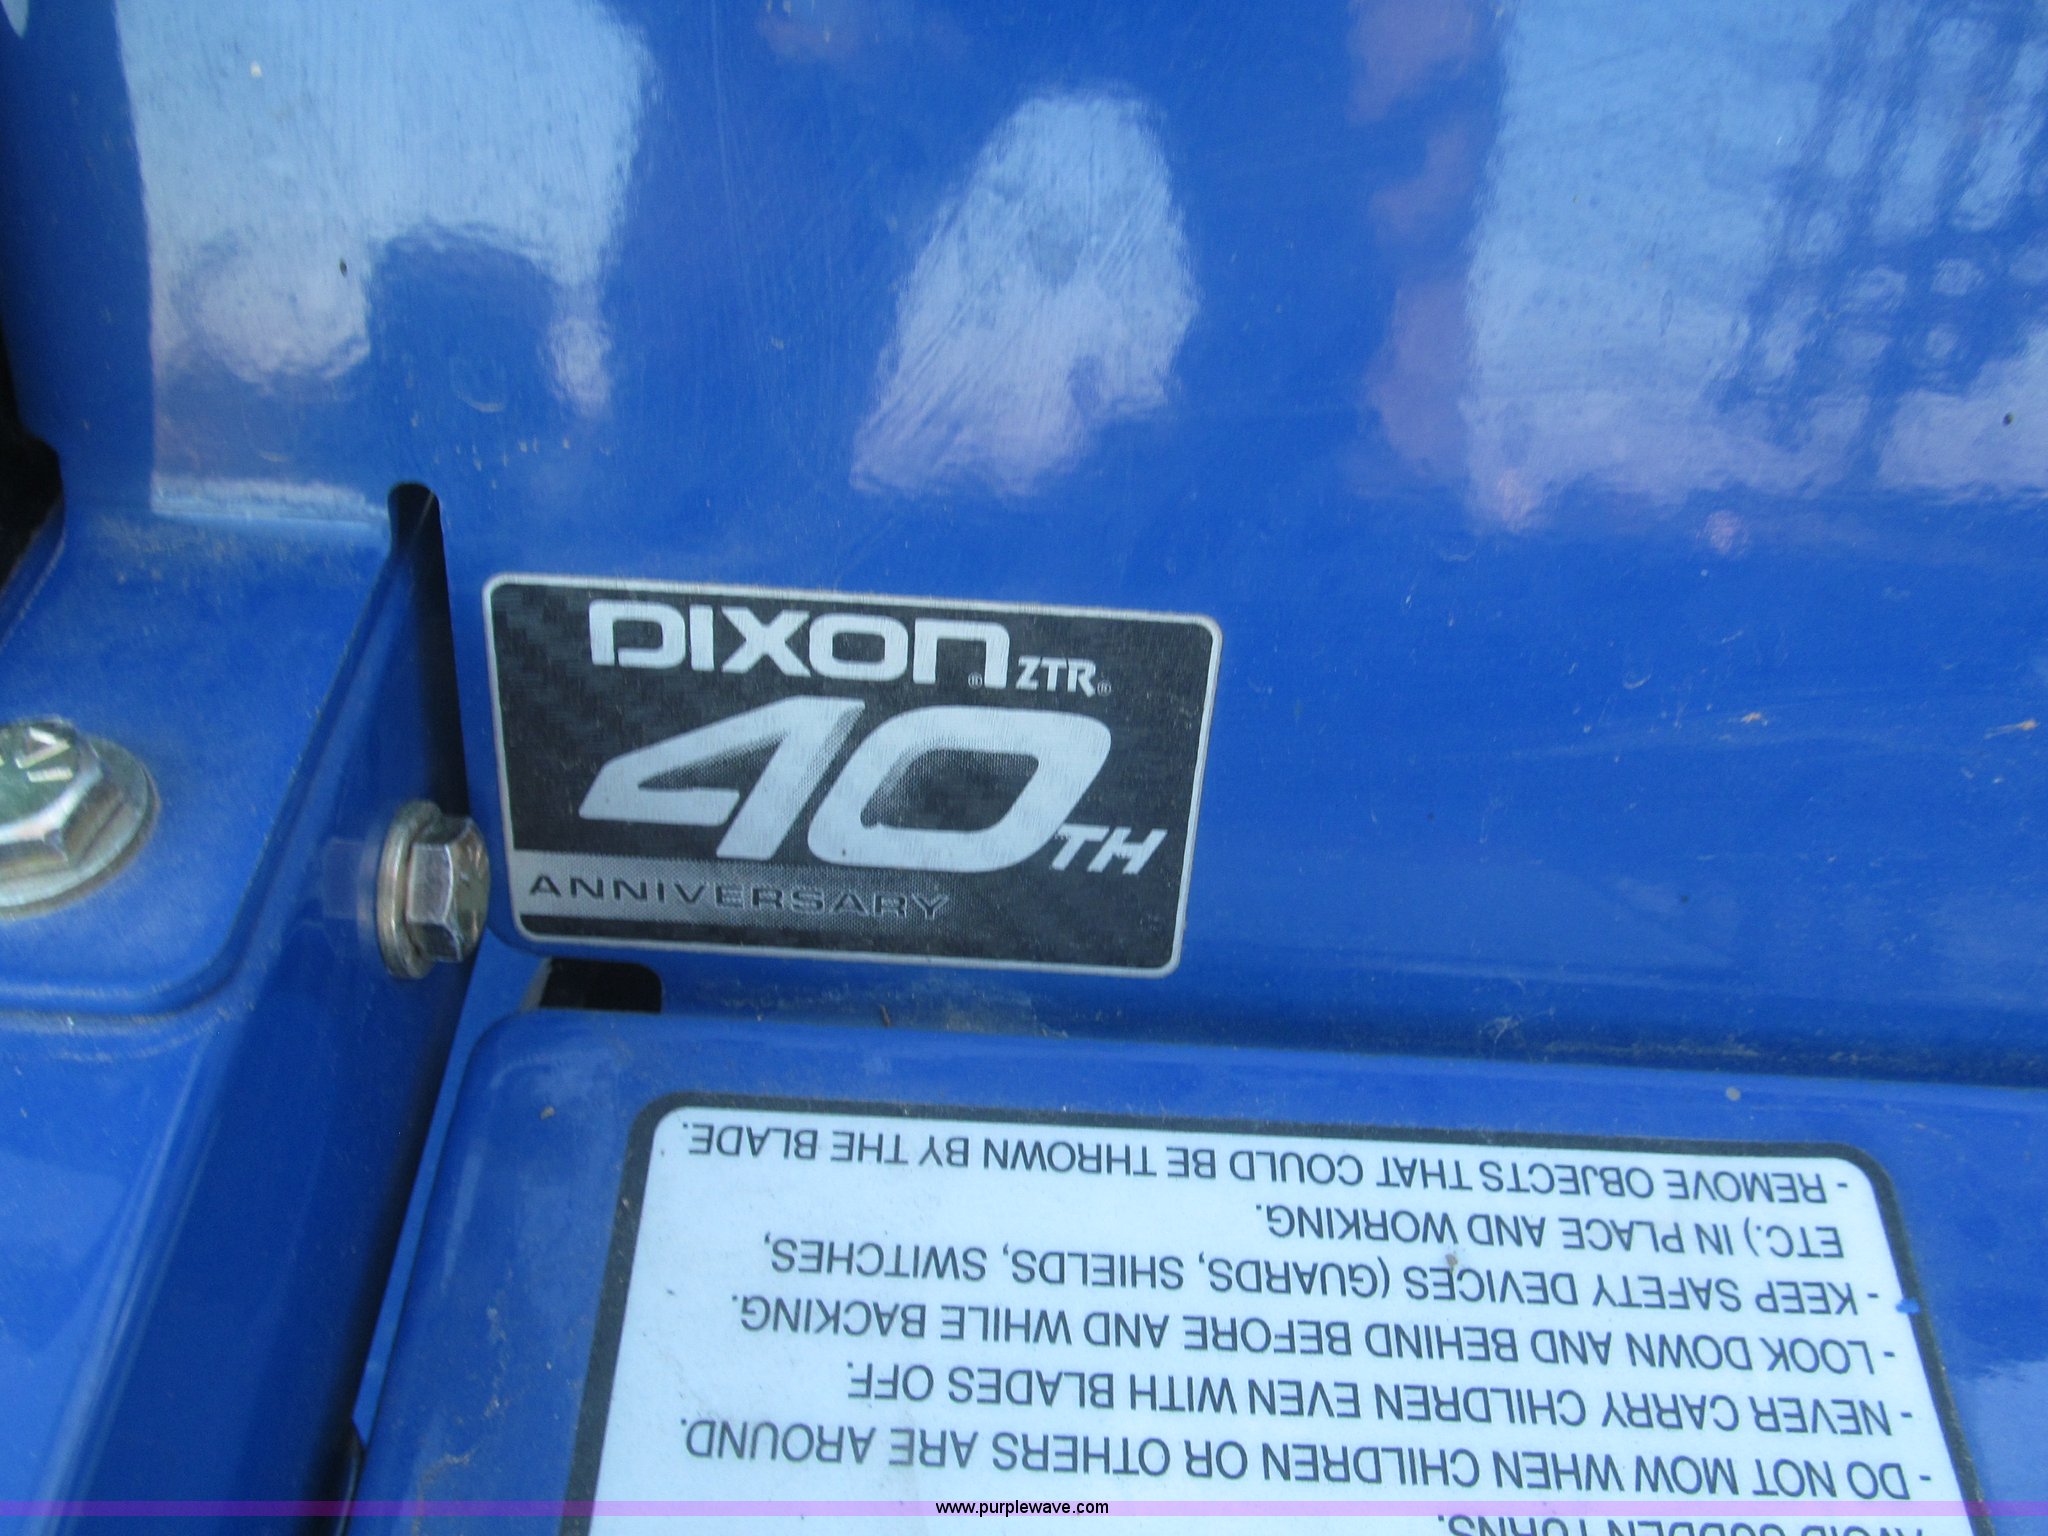 DIXON® ZTR®
40TH
ANNIVERSARY
SUDDEN TURNS.
- DO NOT MOW WHEN CHILDREN OR OTHERS ARE AROUND.
- NEVER CARRY CHILDREN EVEN WITH BLADES OFF.
- LOOK DOWN AND BEHIND BEFORE AND WHILE BACKING.
- KEEP SAFETY DEVICES (GUARDS, SHIELDS, SWITCHES,
ETC.) IN PLACE AND WORKING.
- REMOVE OBJECTS THAT COULD BE THROWN BY THE BLADE.
www.purplewave.com